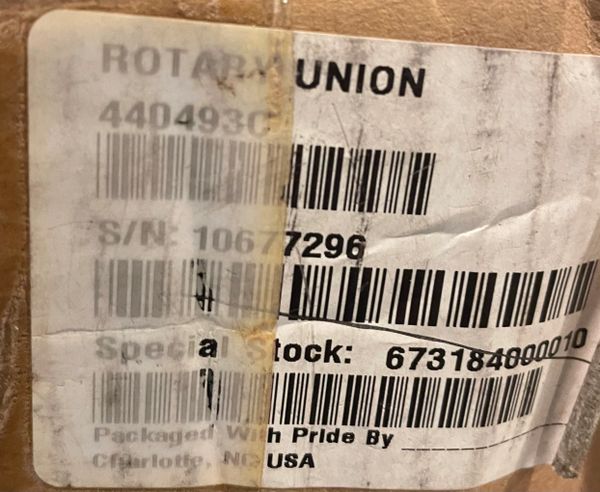 ROTARY UNION
440493C
S/N: 10677296
Special Stock: 673184000010
Packaged With Pride By
Charlotte, NC USA